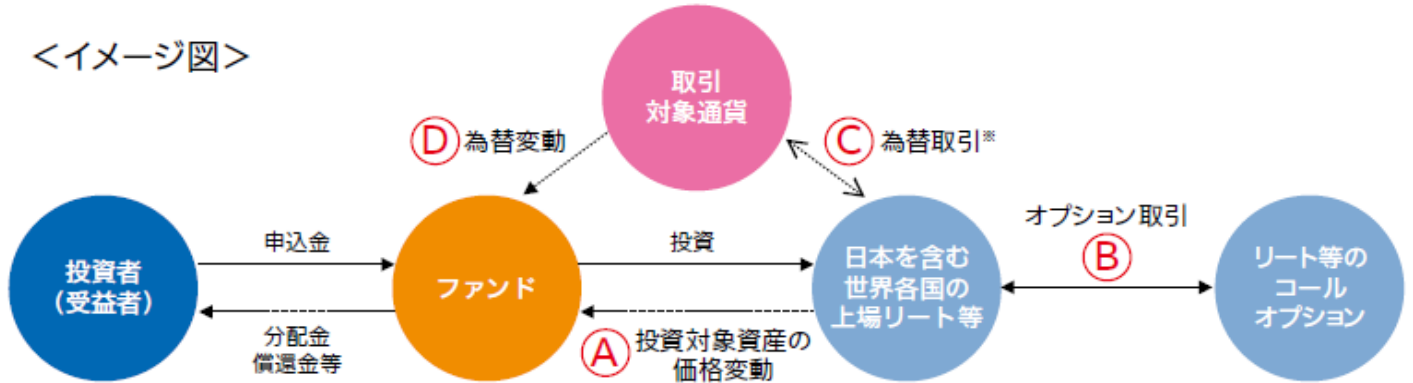 <イメージ図>
取引
対象通貨
D 為替変動
C 為替取引※
投資者
(受益者)
申込金
分配金
償還金等
ファンド
投資
A 投資対象資産の
価格変動
日本を含む
世界各国の
上場リート等
オプション取引
B
リート等の
コール
オプション